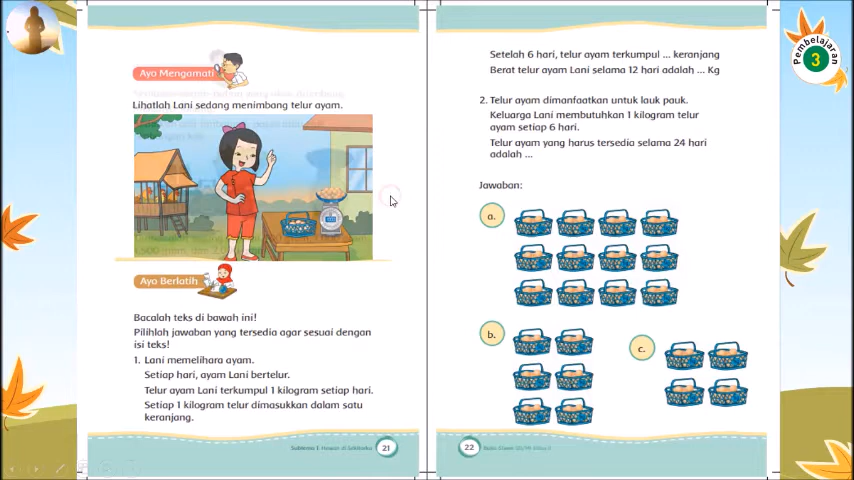 Ayo Mengamati
Lihatlah Lani sedang menimbang telur ayam.
Ayo Berlatih
Bacalah teks di bawah ini!
Pilihlah jawaban yang tersedia agar sesuai dengan
isi teks!
1. Lani memelihara ayam.
Setiap hari, ayam Lani bertelur.
Telur ayam Lani terkumpul 1 kilogram setiap hari.
Setiap 1 kilogram telur dimasukkan dalam satu
keranjang.
21
Setelah 6 hari, telur ayam terkumpul ... keranjang
Berat telur ayam Lani selama 12 hari adalah ... Kg
2. Telur ayam dimanfaatkan untuk lauk pauk.
Keluarga Lani membutuhkan 1 kilogram telur
ayam setiap 6 hari.
Telur ayam yang harus tersedia selama 24 hari
adalah ...
Jawaban:
a.
b.
c.
22
Pembelajaran
3